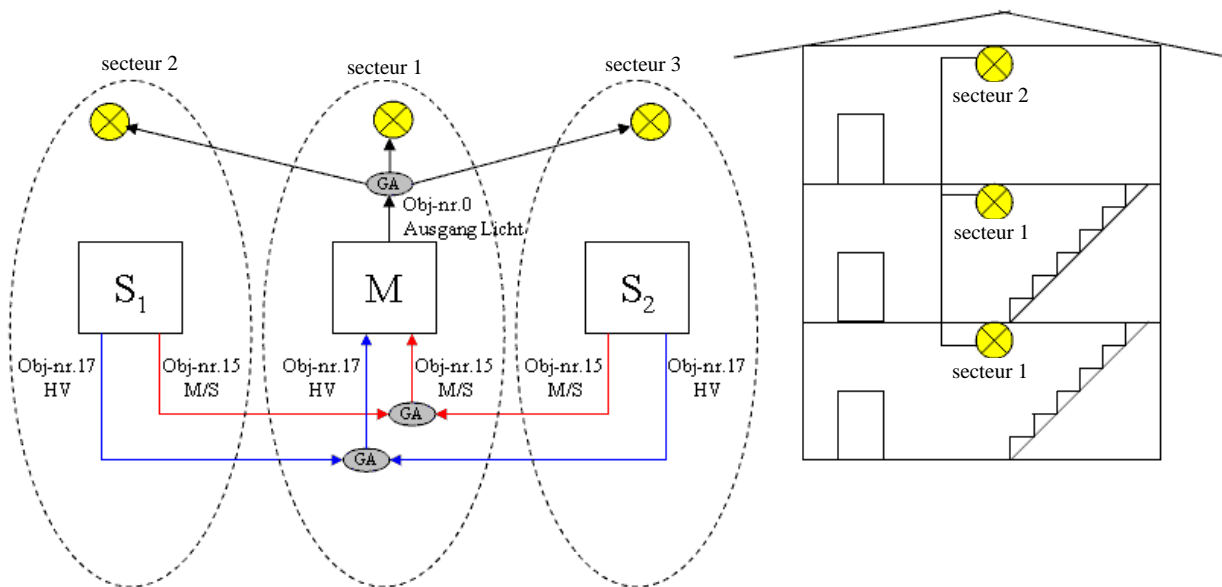 secteur 2
secteur 1
secteur 3
GA
Obj-nr.0
Ausgang Licht
S1
M
S2
Obj-nr.17
HV
Obj-nr.15
M/S
Obj-nr.17
HV
Obj-nr.15
M/S
Obj-nr.15
M/S
Obj-nr.17
HV
GA
GA
secteur 2
secteur 1
secteur 1